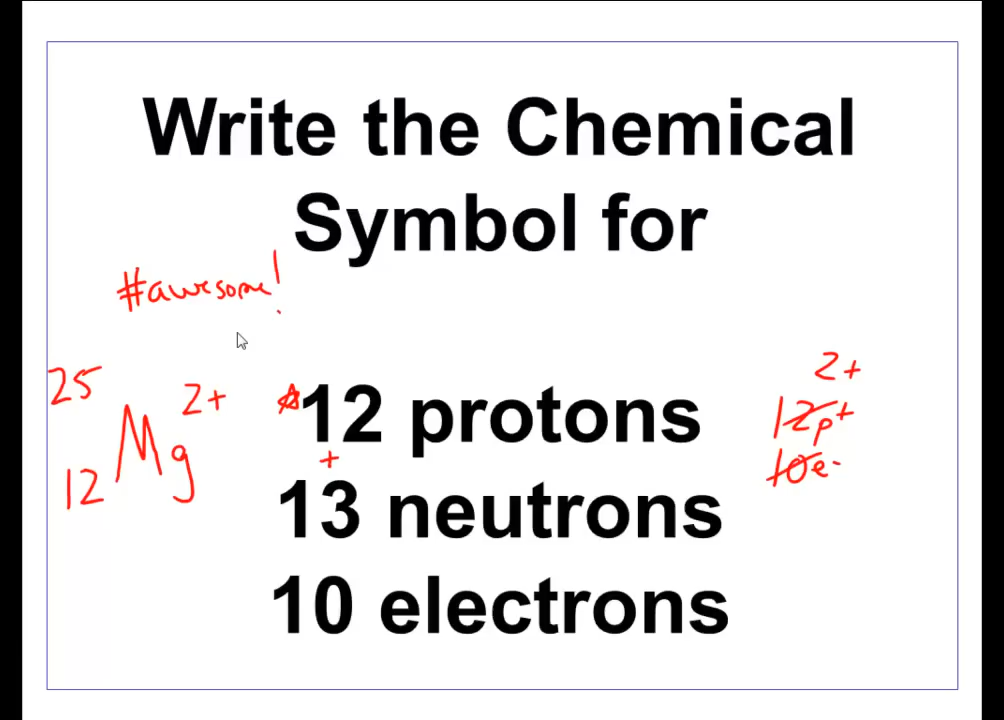 Write the Chemical
Symbol for
#awesome!
25
Mg 2+
12
12 protons
+
13 neutrons
10 electrons
2+
12p+
10e-